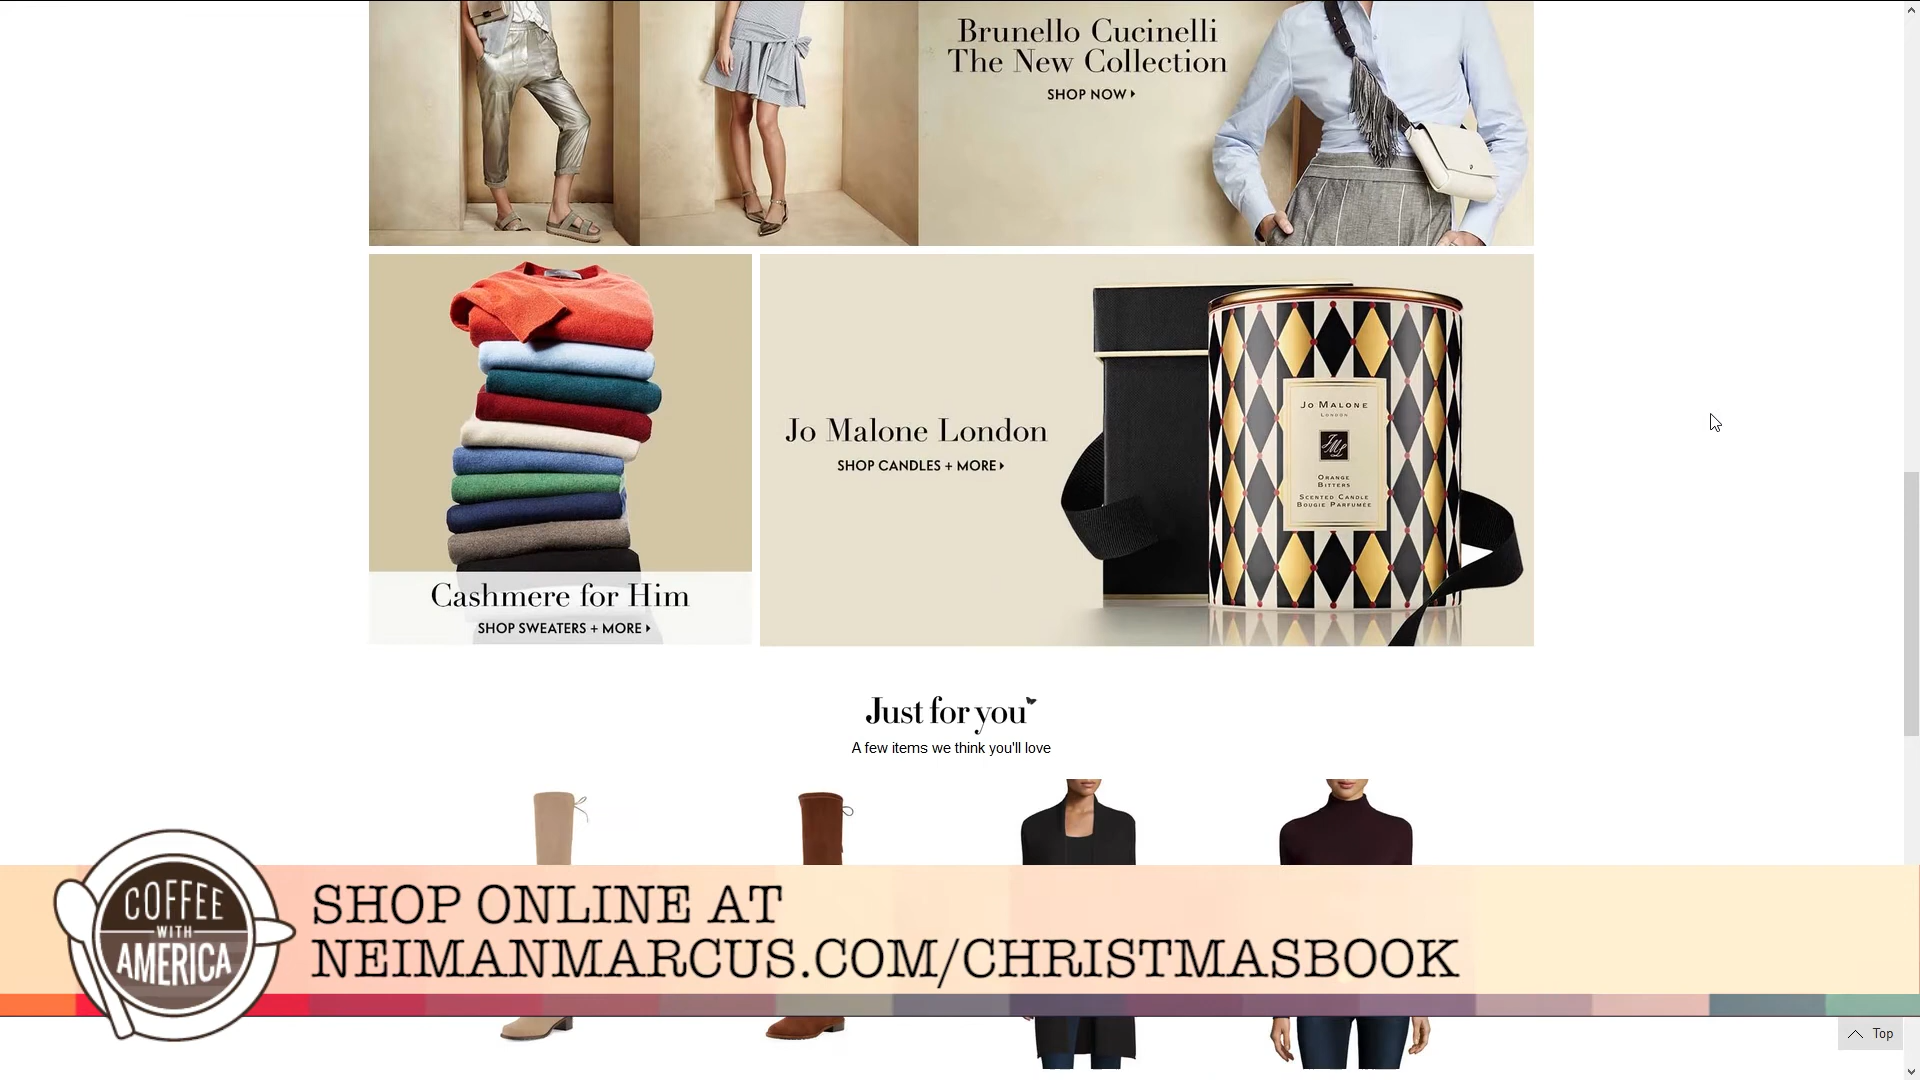 Brunello Cucinelli
The New Collection
SHOP NOW
Jo Malone London
SHOP CANDLES + MORE
JO MALONE
LONDON
ORANGE
BITTERS
SCENTED CANDLE
BOUGIE PARFUMÉE
Cashmere for Him
SHOP SWEATERS + MORE
Just for you
A few items we think you'll love
COFFEE
WITH
AMERICA
SHOP ONLINE AT
NEIMANMARCUS.COM/CHRISTMASBOOK
Top